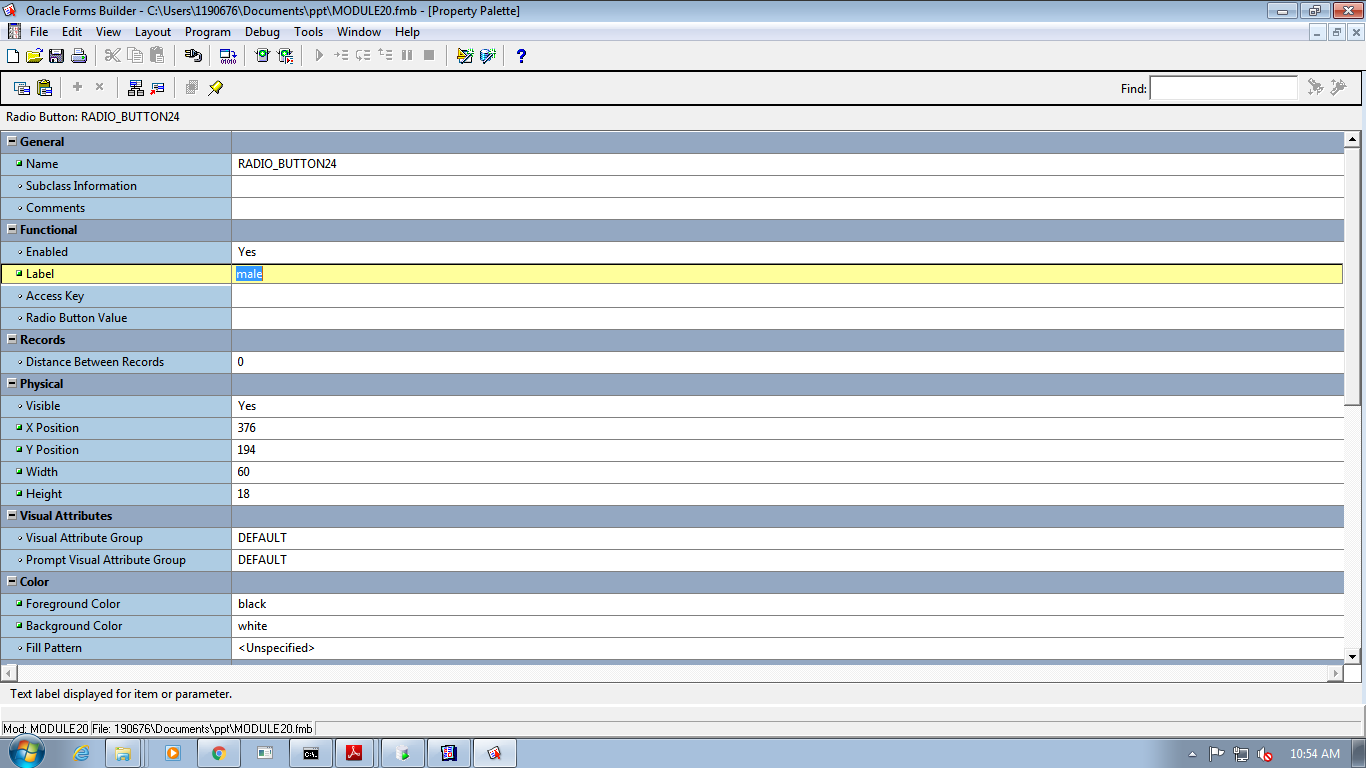 Oracle Forms Builder - C:\Users\1190676\Documents\ppt\MODULE20.fmb - [Property Palette]
File Edit View Layout Program Debug Tools Window Help
Find:
Radio Button: RADIO_BUTTON24
General
Name RADIO_BUTTON24
Subclass Information
Comments
Functional
Enabled Yes
Label male
Access Key
Radio Button Value
Records
Distance Between Records 0
Physical
Visible Yes
X Position 376
Y Position 194
Width 60
Height 18
Visual Attributes
Visual Attribute Group DEFAULT
Prompt Visual Attribute Group DEFAULT
Color
Foreground Color black
Background Color white
Fill Pattern <Unspecified>
Text label displayed for item or parameter.
Mod: MODULE20 File: 190676\Documents\ppt\MODULE20.fmb
10:54 AM